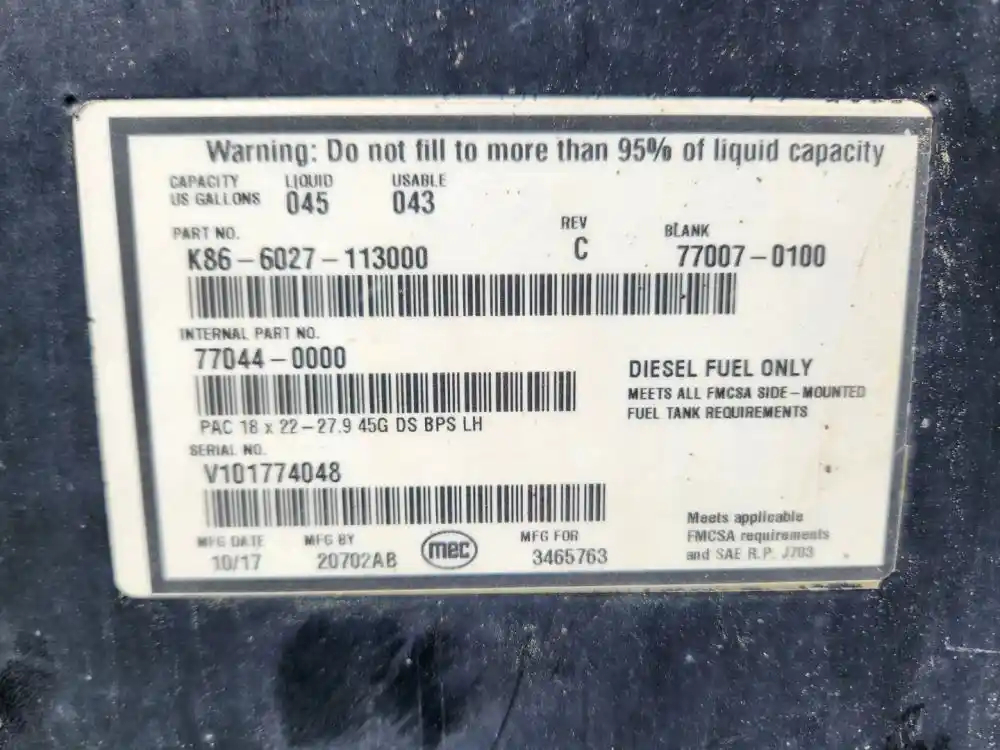 Warning: Do not fill to more than 95% of liquid capacity
CAPACITY LIQUID USABLE
US GALLONS 045 043
PART NO. REV BLANK
K86-6027-113000 C 77007-0100
INTERNAL PART NO.
77044-0000
DIESEL FUEL ONLY
MEETS ALL FMCSA SIDE-MOUNTED
FUEL TANK REQUIREMENTS
PAC 18 x 22-27.9 45G DS BPS LH
SERIAL NO.
V101774048
MFG DATE MFG BY mec MFG FOR
10/17 20702AB 3465763
Meets applicable
FMCSA requirements
and SAE R.P. J703